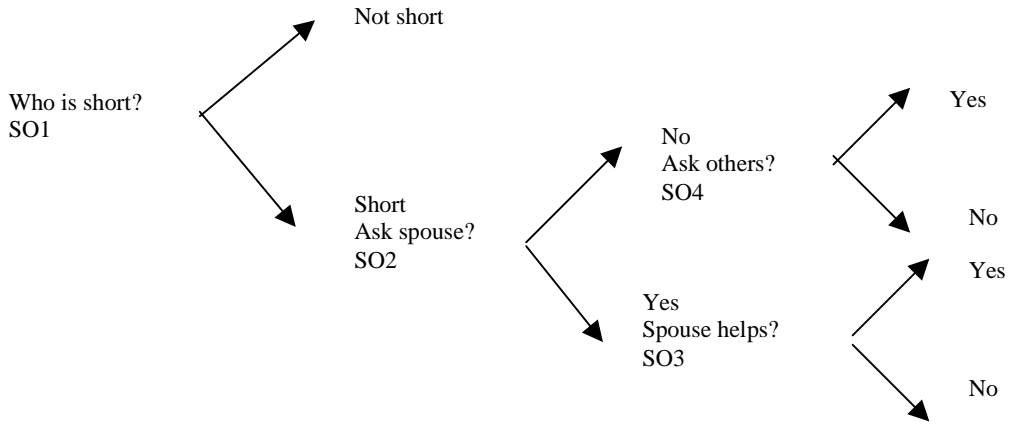 Not short
Who is short?
SO1
Short
Ask spouse?
SO2
No
Ask others?
SO4
Yes
Spouse helps?
SO3
Yes
No
Yes
No